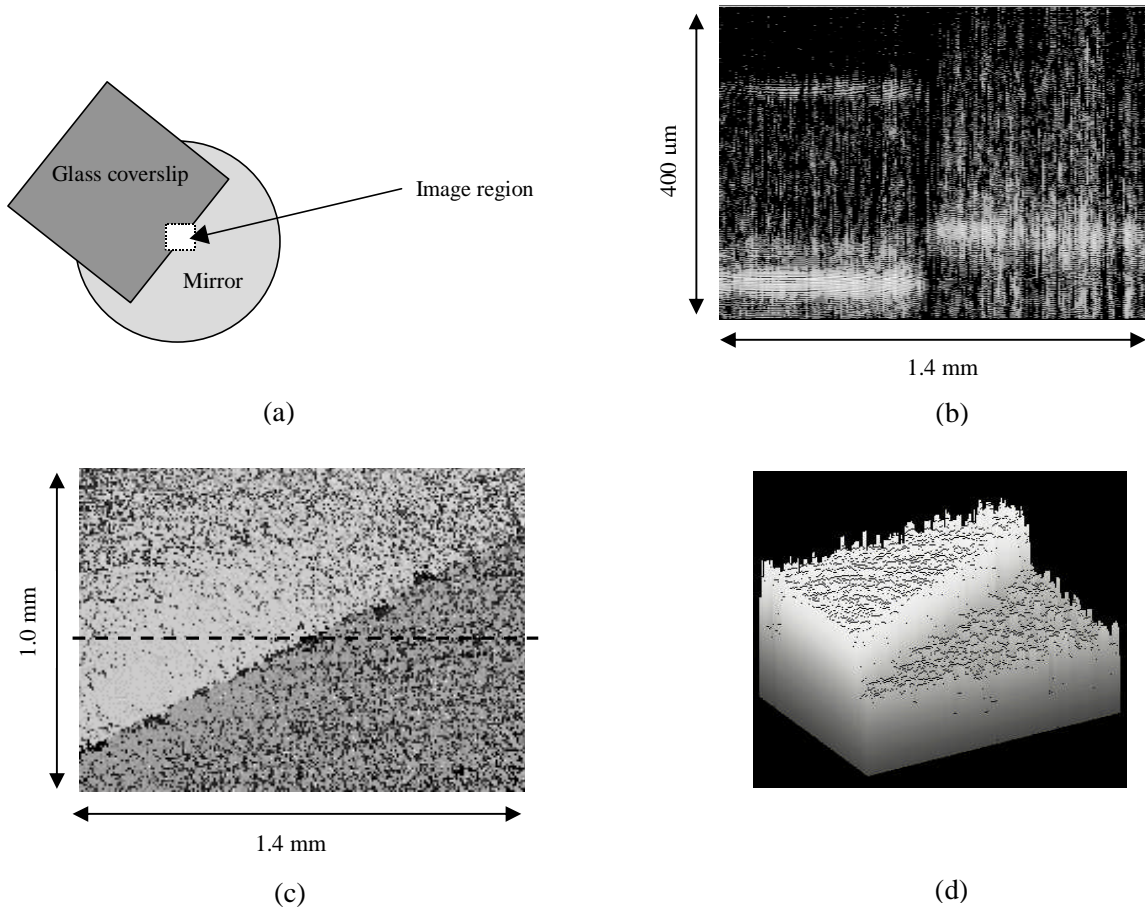 Glass coverslip
Image region
Mirror
(a)
400 um
1.4 mm
(b)
1.0 mm
1.4 mm
(c)
(d)